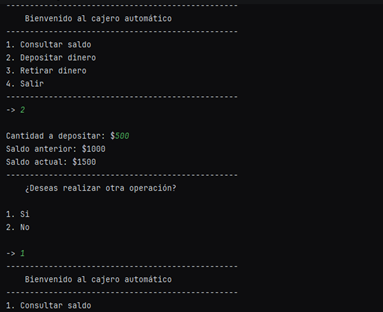 -------------------------------------------------
Bienvenido al cajero automático
-------------------------------------------------
1. Consultar saldo
2. Depositar dinero
3. Retirar dinero
4. Salir
-------------------------------------------------
-> 2
Cantidad a depositar: $500
Saldo anterior: $1000
Saldo actual: $1500
-------------------------------------------------
¿Deseas realizar otra operación?
1. Si
2. No
-> 1
-------------------------------------------------
Bienvenido al cajero automático
-------------------------------------------------
1. Consultar saldo